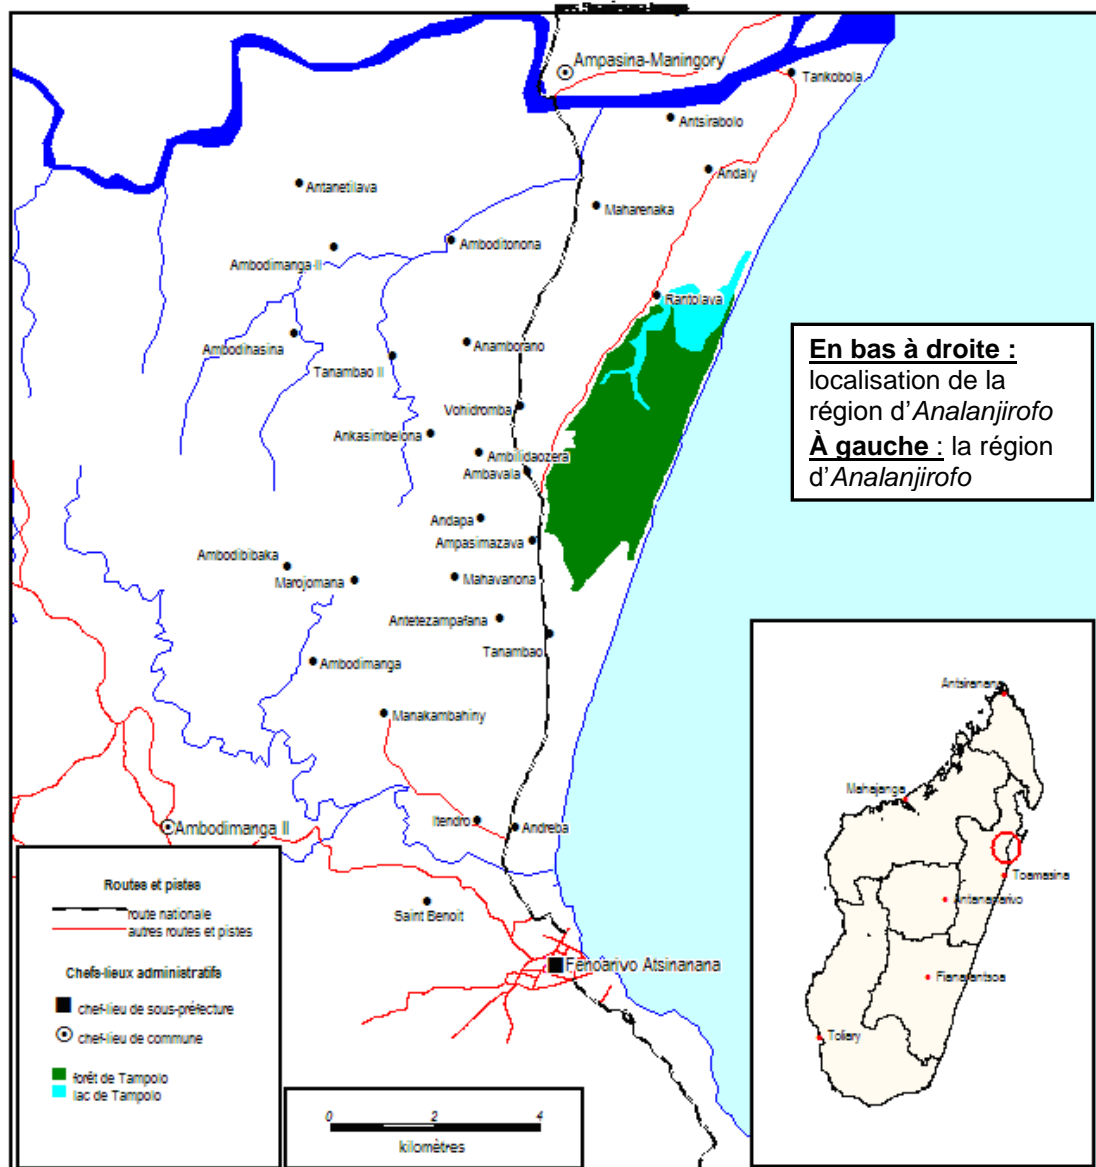 Ampasina-Maningory
Tankobola
Antsirabolo
Andaly
Antanetilava
Maharenaka
Amboditonona
Ambodimanga II
Rantolava
Ambodihasina
Anamborano
Tanambao II
Vohidromba
Ankasimbelona
Ambilidaozera
Ambavala
Andapa
Ampasimazava
Ambodibibaka
Marojomana
Mahavanona
Antetezampafana
Tanambao
Ambodimanga
Manakambahiny
Itendro
Andreba
Ambodimanga II
Saint Benoit
Fenoarivo Atsinanana
En bas à droite :
localisation de la
région d'Analanjirofo
À gauche : la région
d'Analanjirofo
Antsiranana
Mahajanga
Toamasina
Antananarivo
Fianarantsoa
Toliary
Routes et pistes
route nationale
autres routes et pistes
Chefs-lieux administratifs
chef-lieu de sous-préfecture
chef-lieu de commune
forêt de Tampolo
lac de Tampolo
0 2 4
kilomètres